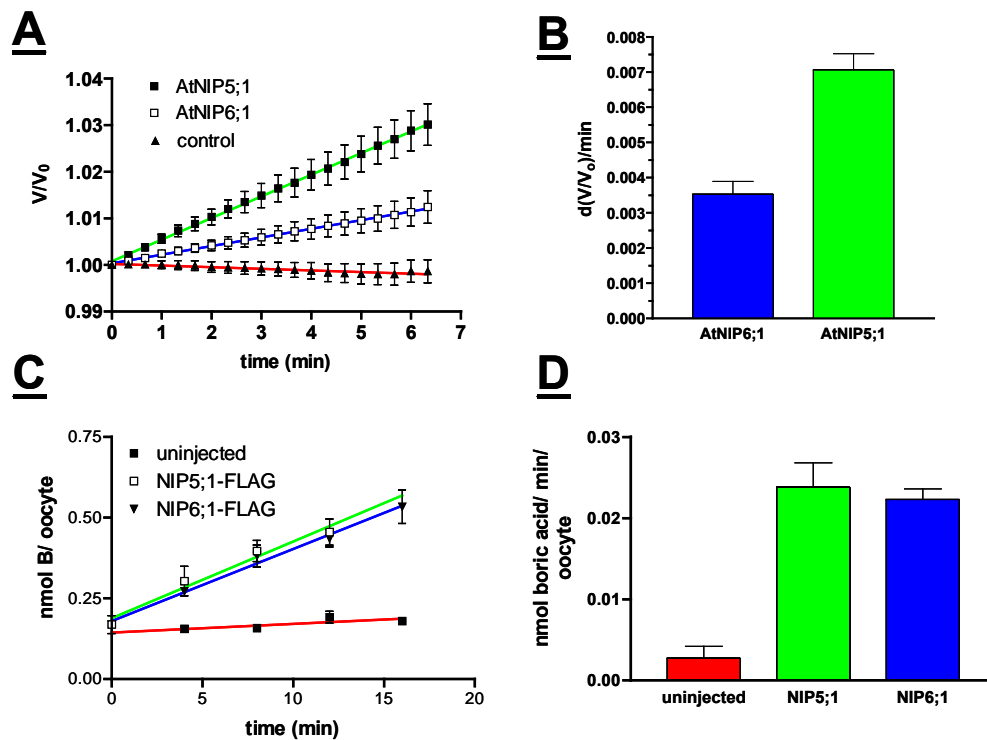 A
V/V0
1.04
1.03
1.02
1.01
1.00
0.99
AtNIP5;1
AtNIP6;1
control
0 1 2 3 4 5 6 7
time (min)
B
d(V/Vo)/min
0.008
0.007
0.006
0.004
0.003
0.002
0.000
AtNIP6;1 AtNIP5;1
C
nmol B/ oocyte
0.75
0.50
0.25
0.00
uninjected
NIP5;1-FLAG
NIP6;1-FLAG
0 5 10 15 20
time (min)
D
nmol boric acid/ min/
oocyte
0.03
0.02
0.01
0.00
uninjected NIP5;1 NIP6;1